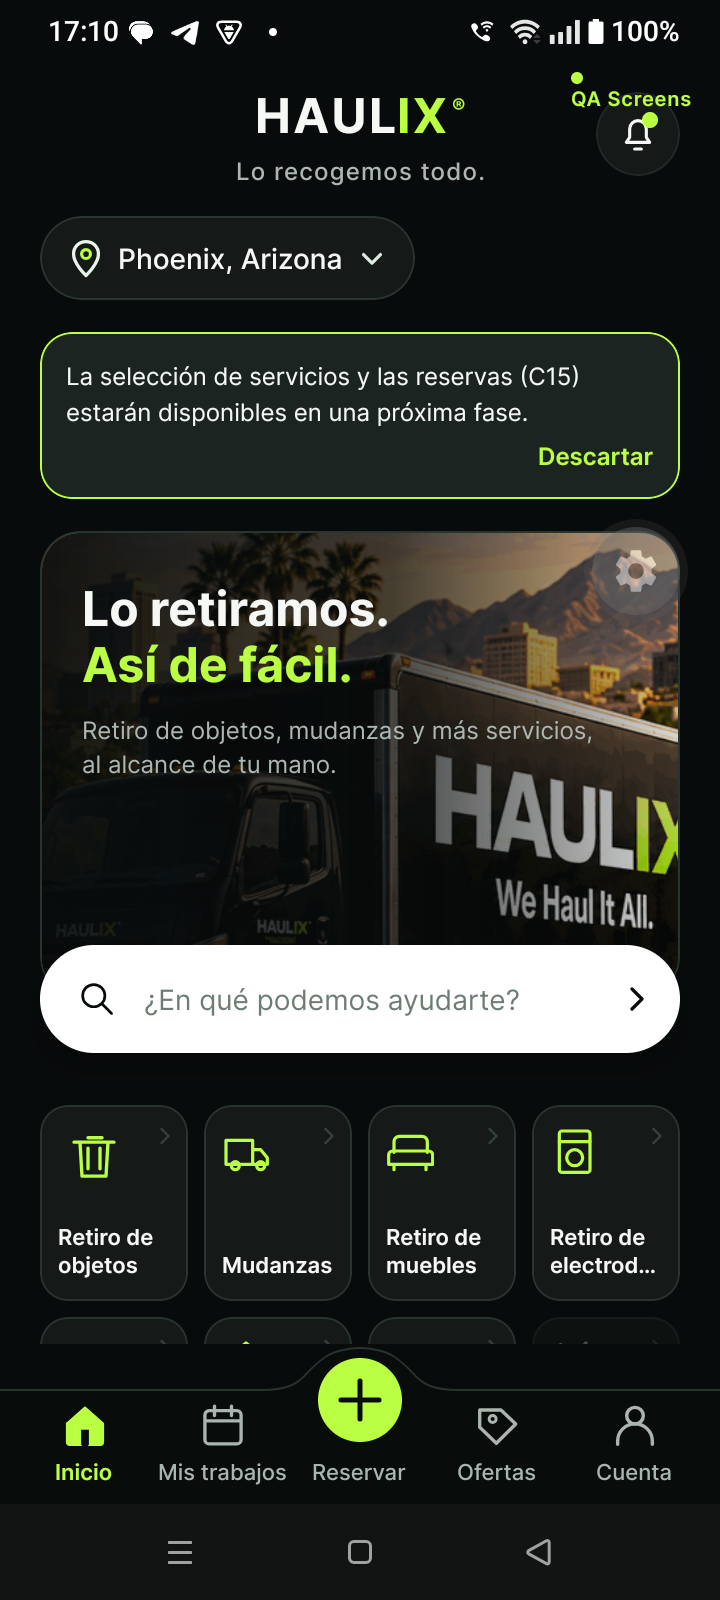 17:10
100%
QA Screens
HAULIX®
Lo recogemos todo.
Phoenix, Arizona
La selección de servicios y las reservas (C15)
estarán disponibles en una próxima fase.
Descartar
Lo retiramos.
Así de fácil.
Retiro de objetos, mudanzas y más servicios,
al alcance de tu mano.
HAULIX
We Haul It All.
HAULIX
HAULIX
¿En qué podemos ayudarte?
Retiro de
objetos
Mudanzas
Retiro de
muebles
Retiro de
electrod...
Inicio
Mis trabajos
Reservar
Ofertas
Cuenta